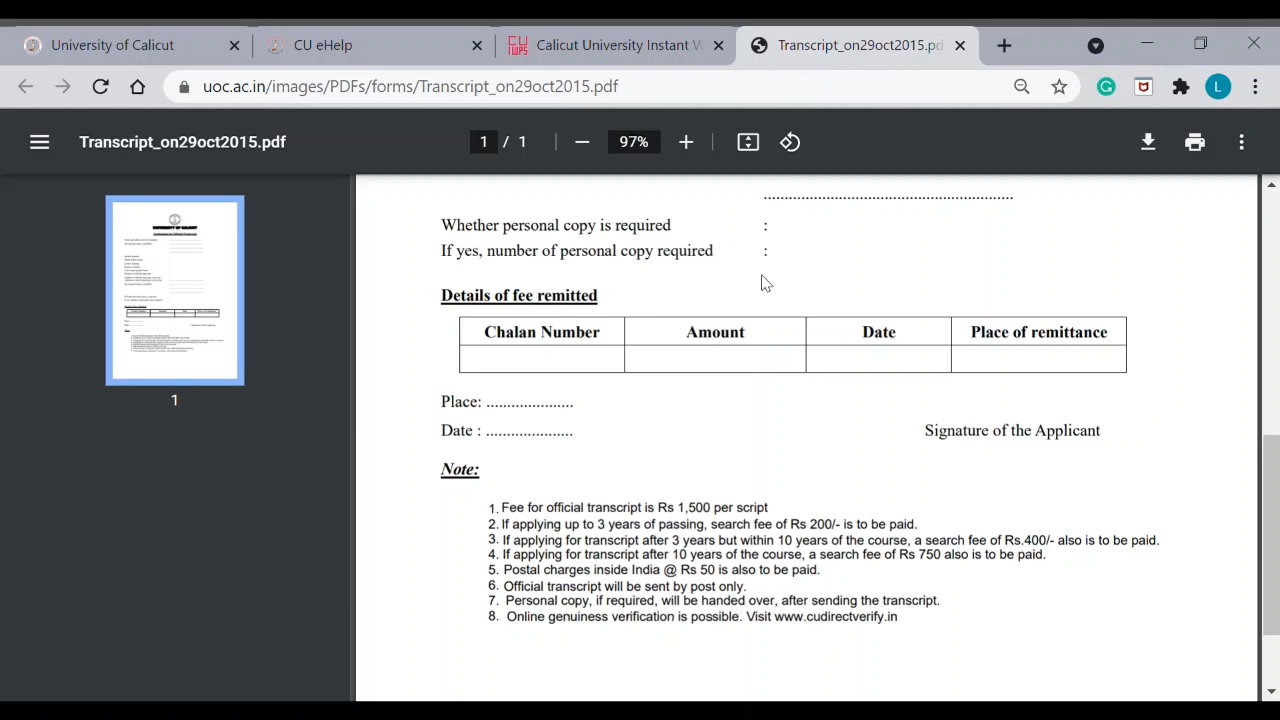 University of Calicut
CU eHelp
CU WPS
Calicut University Instant W
Transcript_on29oct2015.pd
uoc.ac.in/images/PDFs/forms/Transcript_on29oct2015.pdf
L
Transcript_on29oct2015.pdf
1 / 1
97%
UNIVERSITY OF CALICUT
1
Whether personal copy is required :
If yes, number of personal copy required :
Details of fee remitted
Chalan Number Amount Date Place of remittance
Place: .....................
Date : .....................
Signature of the Applicant
Note:
1. Fee for official transcript is Rs 1,500 per script
2. If applying up to 3 years of passing, search fee of Rs 200/- is to be paid.
3. If applying for transcript after 3 years but within 10 years of the course, a search fee of Rs.400/- also is to be paid.
4. If applying for transcript after 10 years of the course, a search fee of Rs 750 also is to be paid.
5. Postal charges inside India @ Rs 50 is also to be paid.
6. Official transcript will be sent by post only.
7. Personal copy, if required, will be handed over, after sending the transcript.
8. Online genuiness verification is possible. Visit www.cudirectverify.in